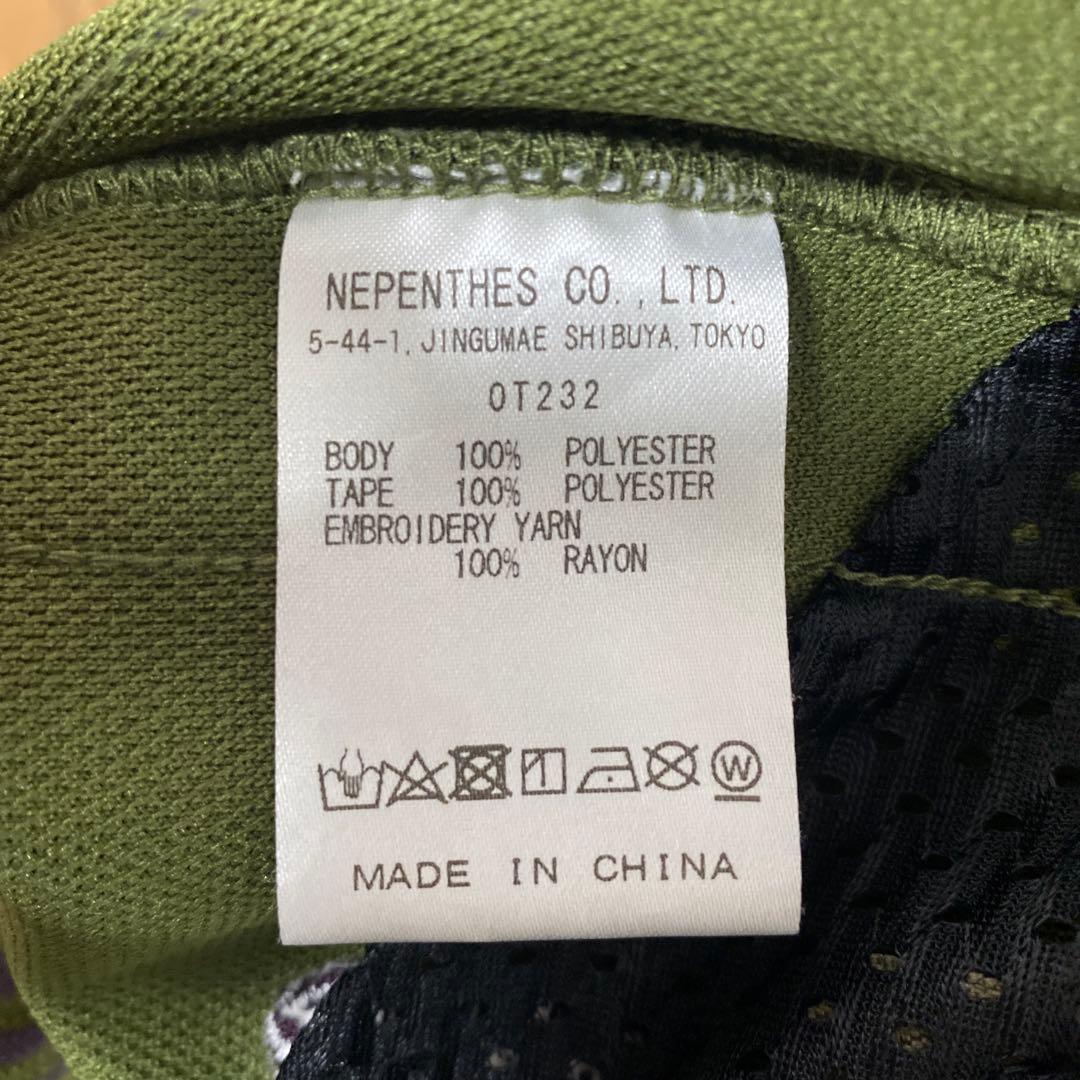 NEPENTHES CO.,LTD.
5-44-1, JINGUMAE SHIBUYA, TOKYO
OT232
BODY 100% POLYESTER
TAPE 100% POLYESTER
EMBROIDERY YARN
100% RAYON
W
MADE IN CHINA